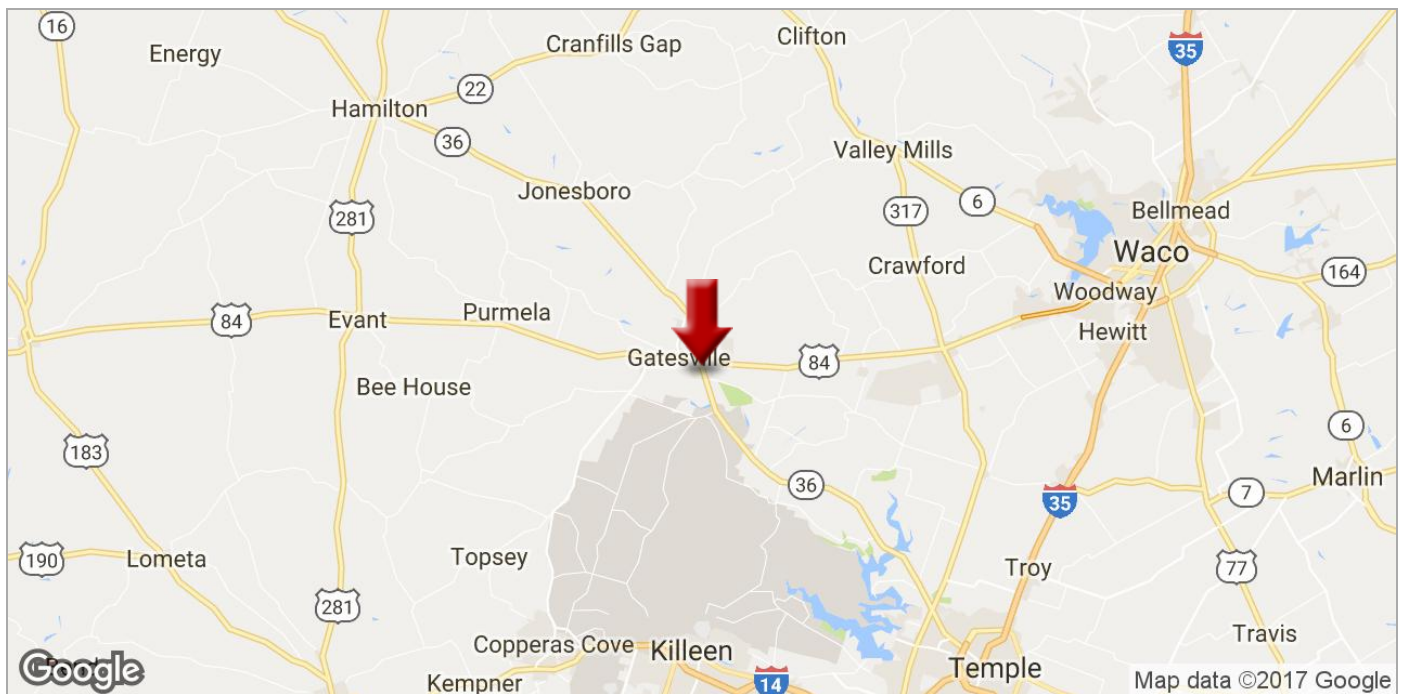 16
Energy
Cranfills Gap
Clifton
35
22
Hamilton
36
Valley Mills
Jonesboro
281
317
6
Bellmead
Waco
Crawford
164
Woodway
84
Evant
Purmela
Hewitt
Gatesville
84
Bee House
6
183
36
Marlin
7
35
190
Lometa
Topsey
Troy
77
281
Travis
Copperas Cove
Killeen
Temple
Google
Kempner
14
Map data ©2017 Google